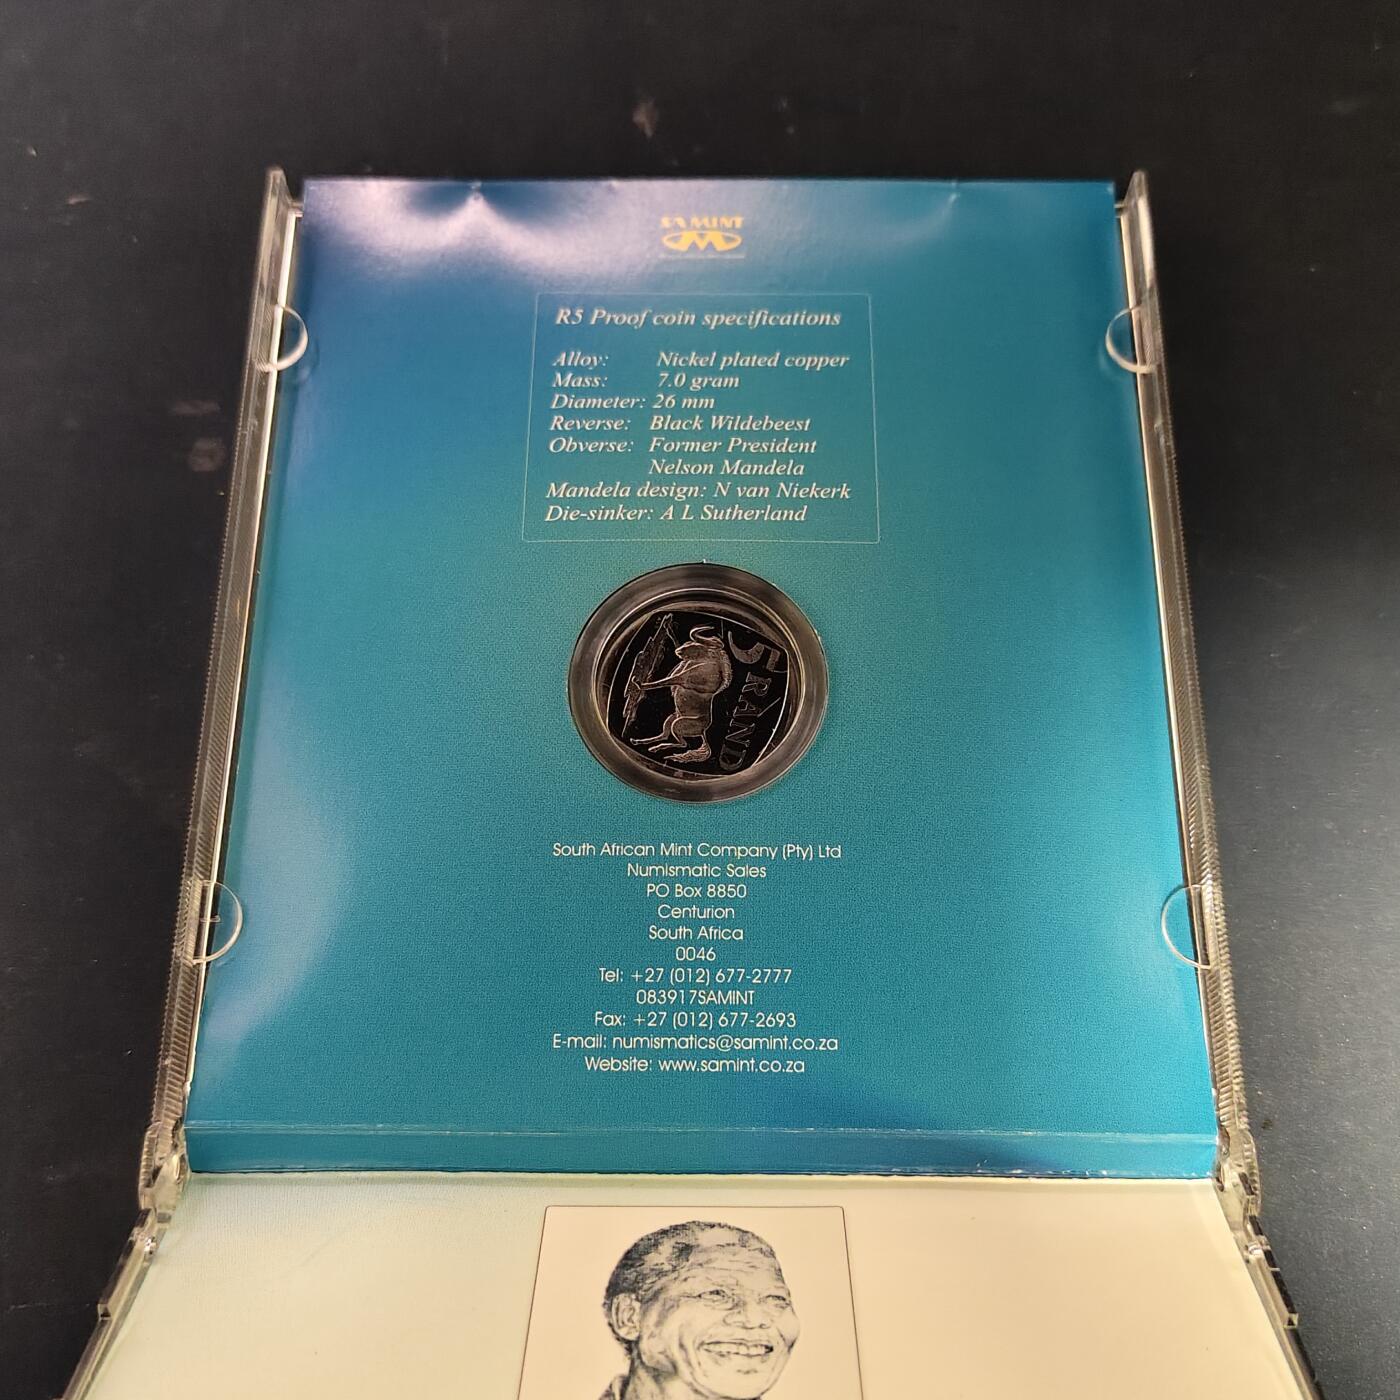 SA MINT
R5 Proof coin specifications
Alloy: Nickel plated copper
Mass: 7.0 gram
Diameter: 26 mm
Reverse: Black Wildebeest
Obverse: Former President
Nelson Mandela
Mandela design: N van Niekerk
Die-sinker: A L Sutherland
5 RAND
South African Mint Company (Pty) Ltd
Numismatic Sales
PO Box 8850
Centurion
South Africa
0046
Tel: +27 (012) 677-2777
083917SAMINT
Fax: +27 (012) 677-2693
E-mail: numismatics@samint.co.za
Website: www.samint.co.za